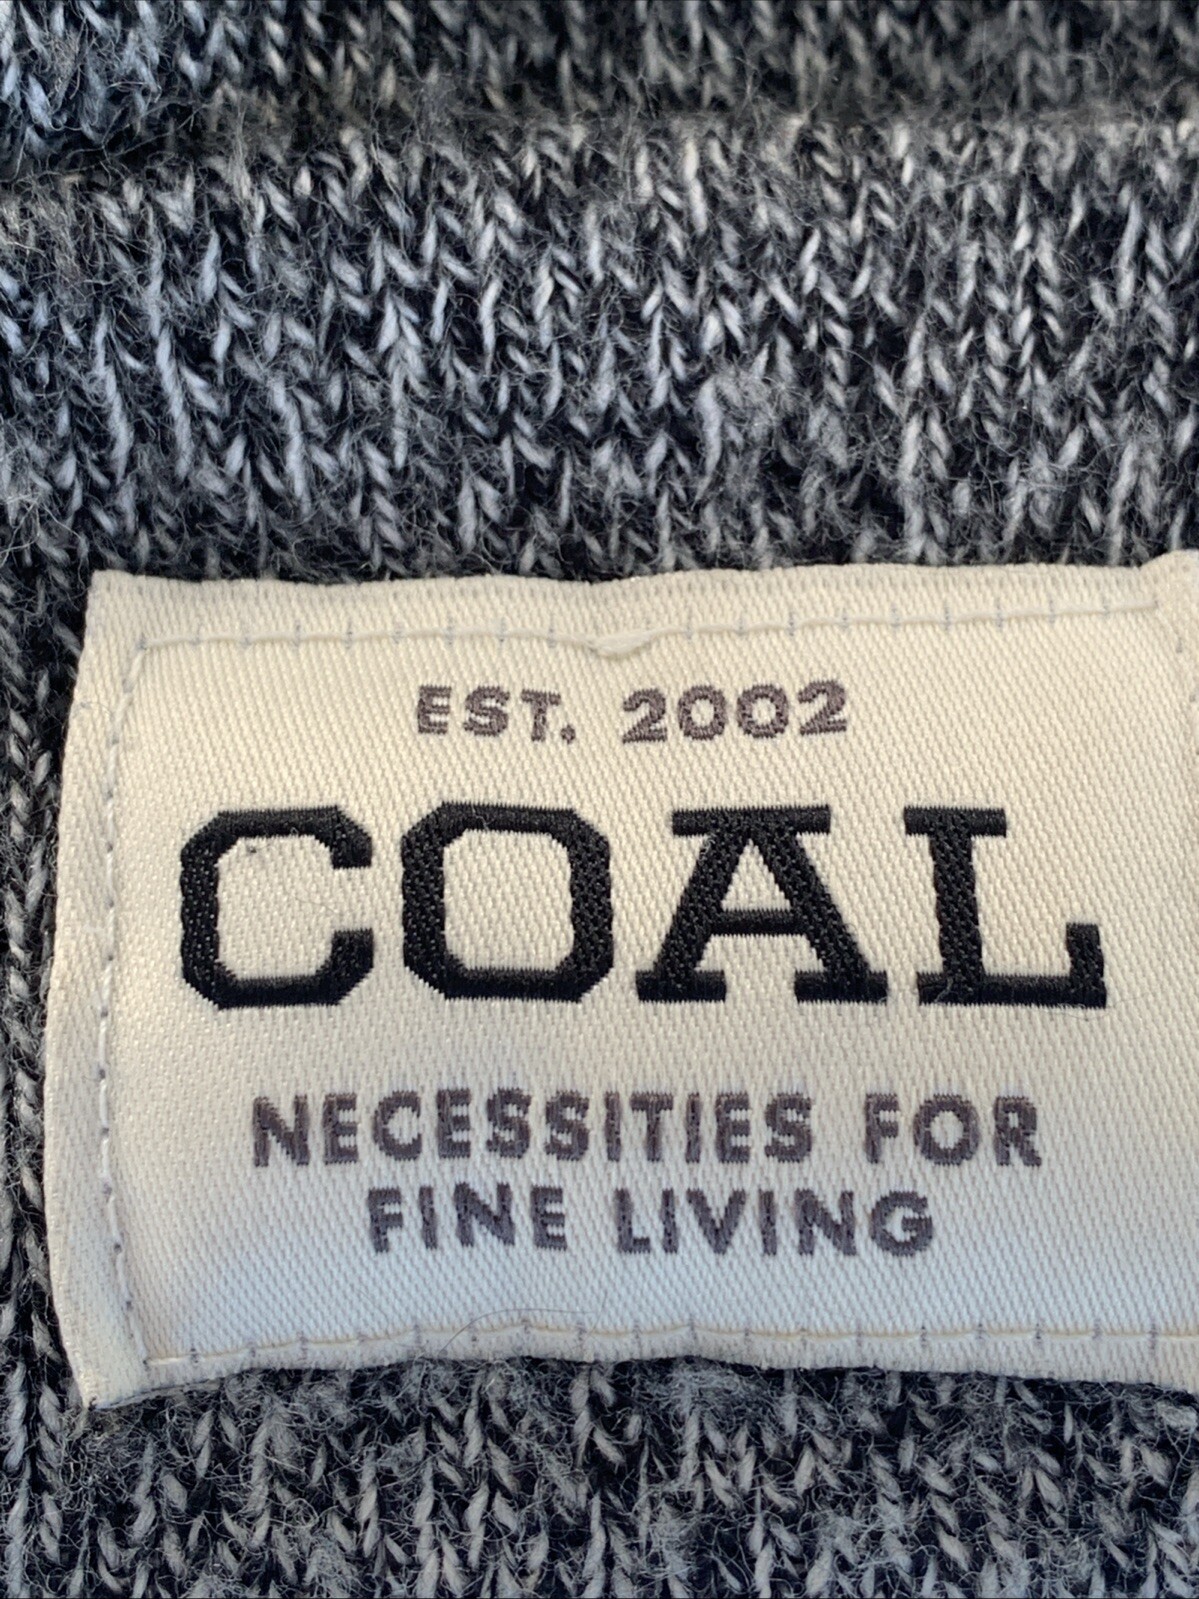 EST. 2002
COAL
NECESSITIES FOR
FINE LIVING